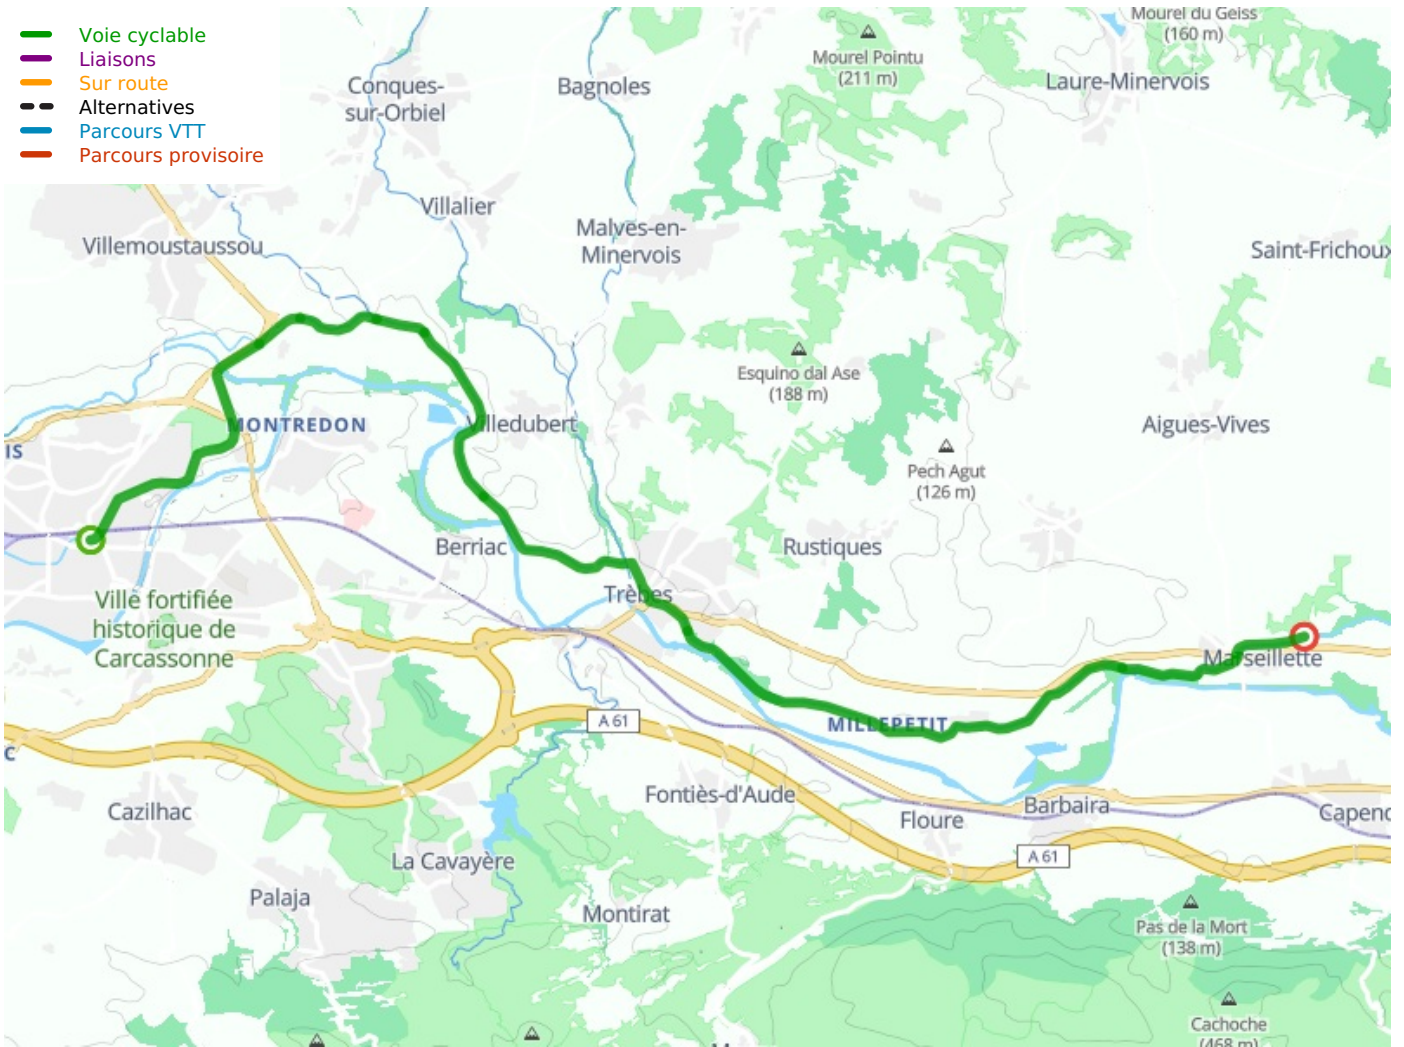 Voie cyclable
Liaisons
Sur route
Alternatives
Parcours VTT
Parcours provisoire
Mourel du Geiss
(160 m)
Mourel Pointu
(211 m)
Conques-
sur-Orbiel
Bagnoles
Laure-Minervois
Villalier
Malves-en-
Minervois
Villemoustaussou
Saint-Frichoux
Esquino dal Ase
(188 m)
MONTREDON
Villedubert
Aigues-Vives
IS
Pech Agut
(126 m)
Berriac
Rustiques
Trèbes
Ville fortifiée
historique de
Carcassonne
Marseillette
A 61
MILLEPETIT
C
Fontiès-d'Aude
Cazilhac
Floure
Barbaira
Capend
A 61
La Cavayère
Palaja
Montirat
Pas de la Mort
(138 m)
Cachoche
(468 m)